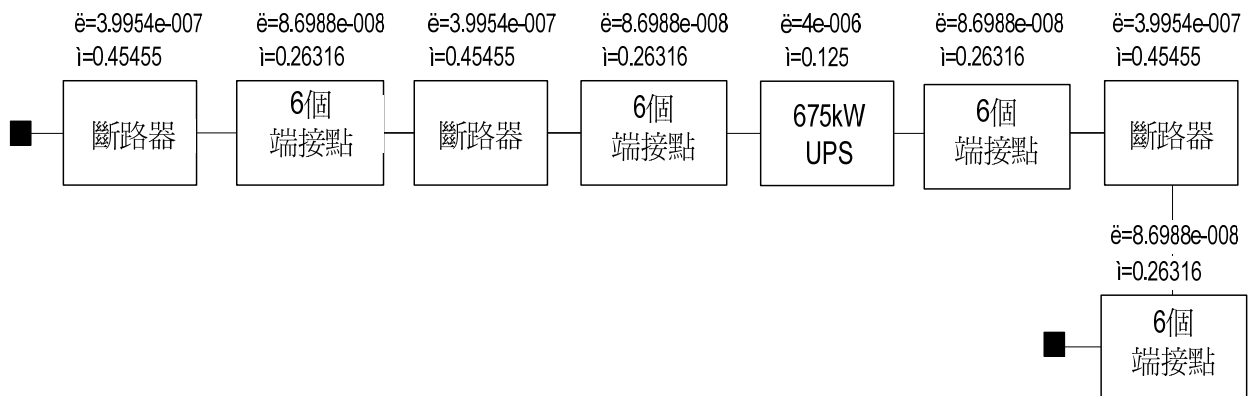 ë=3.9954e-007
ì=0.45455
斷路器
ë=8.6988e-008
ì=0.26316
6個
端接點
ë=3.9954e-007
ì=0.45455
斷路器
ë=8.6988e-008
ì=0.26316
6個
端接點
ë=4e-006
ì=0.125
675kW
UPS
ë=8.6988e-008
ì=0.26316
6個
端接點
ë=3.9954e-007
ì=0.45455
斷路器
ë=8.6988e-008
ì=0.26316
6個
端接點